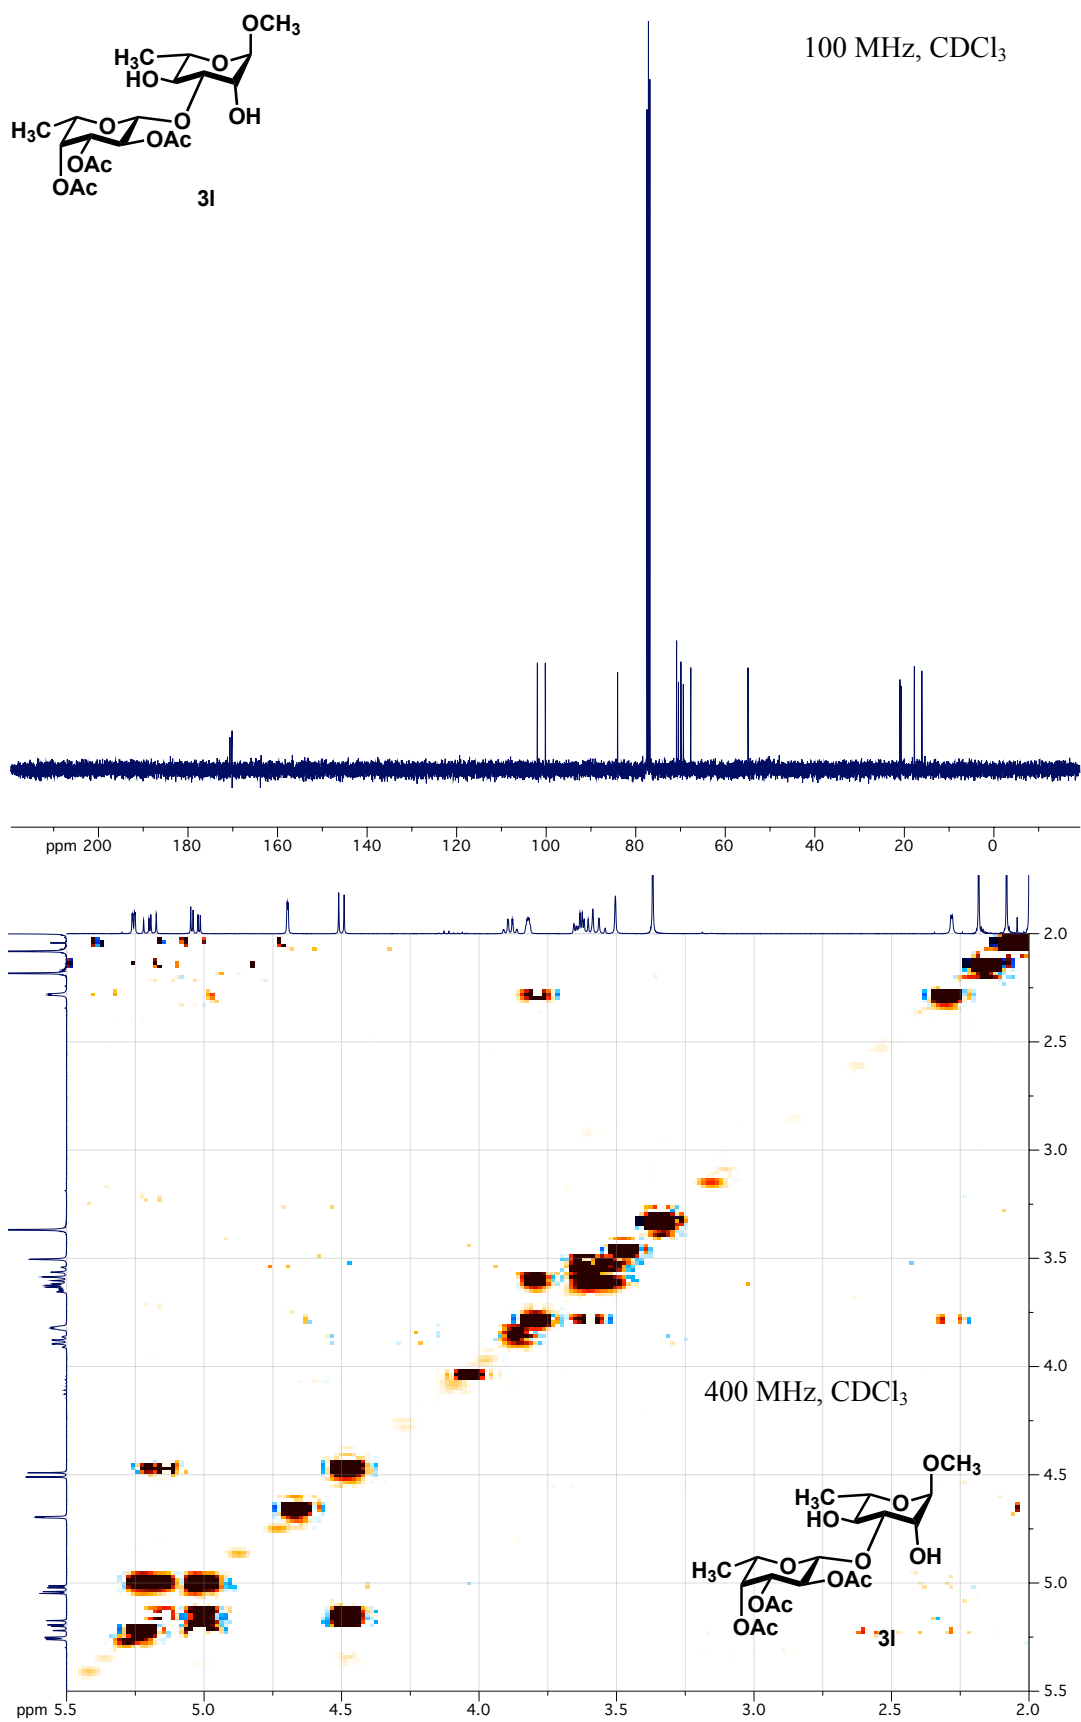 OCH3
100 MHz, CDCl3
H3C
O
HO
O
OH
H3C
O
OAc
OAc
OAc
3l
ppm 200 180 160 140 120 100 80 60 40 20 0
2.0
2.5
3.0
3.5
4.0
400 MHz, CDCl3
4.5
OCH3
H3C
O
HO
O
OH
H3C
O
OAc
5.0
OAc
OAc
3l
5.5
ppm 5.5 5.0 4.5 4.0 3.5 3.0 2.5 2.0